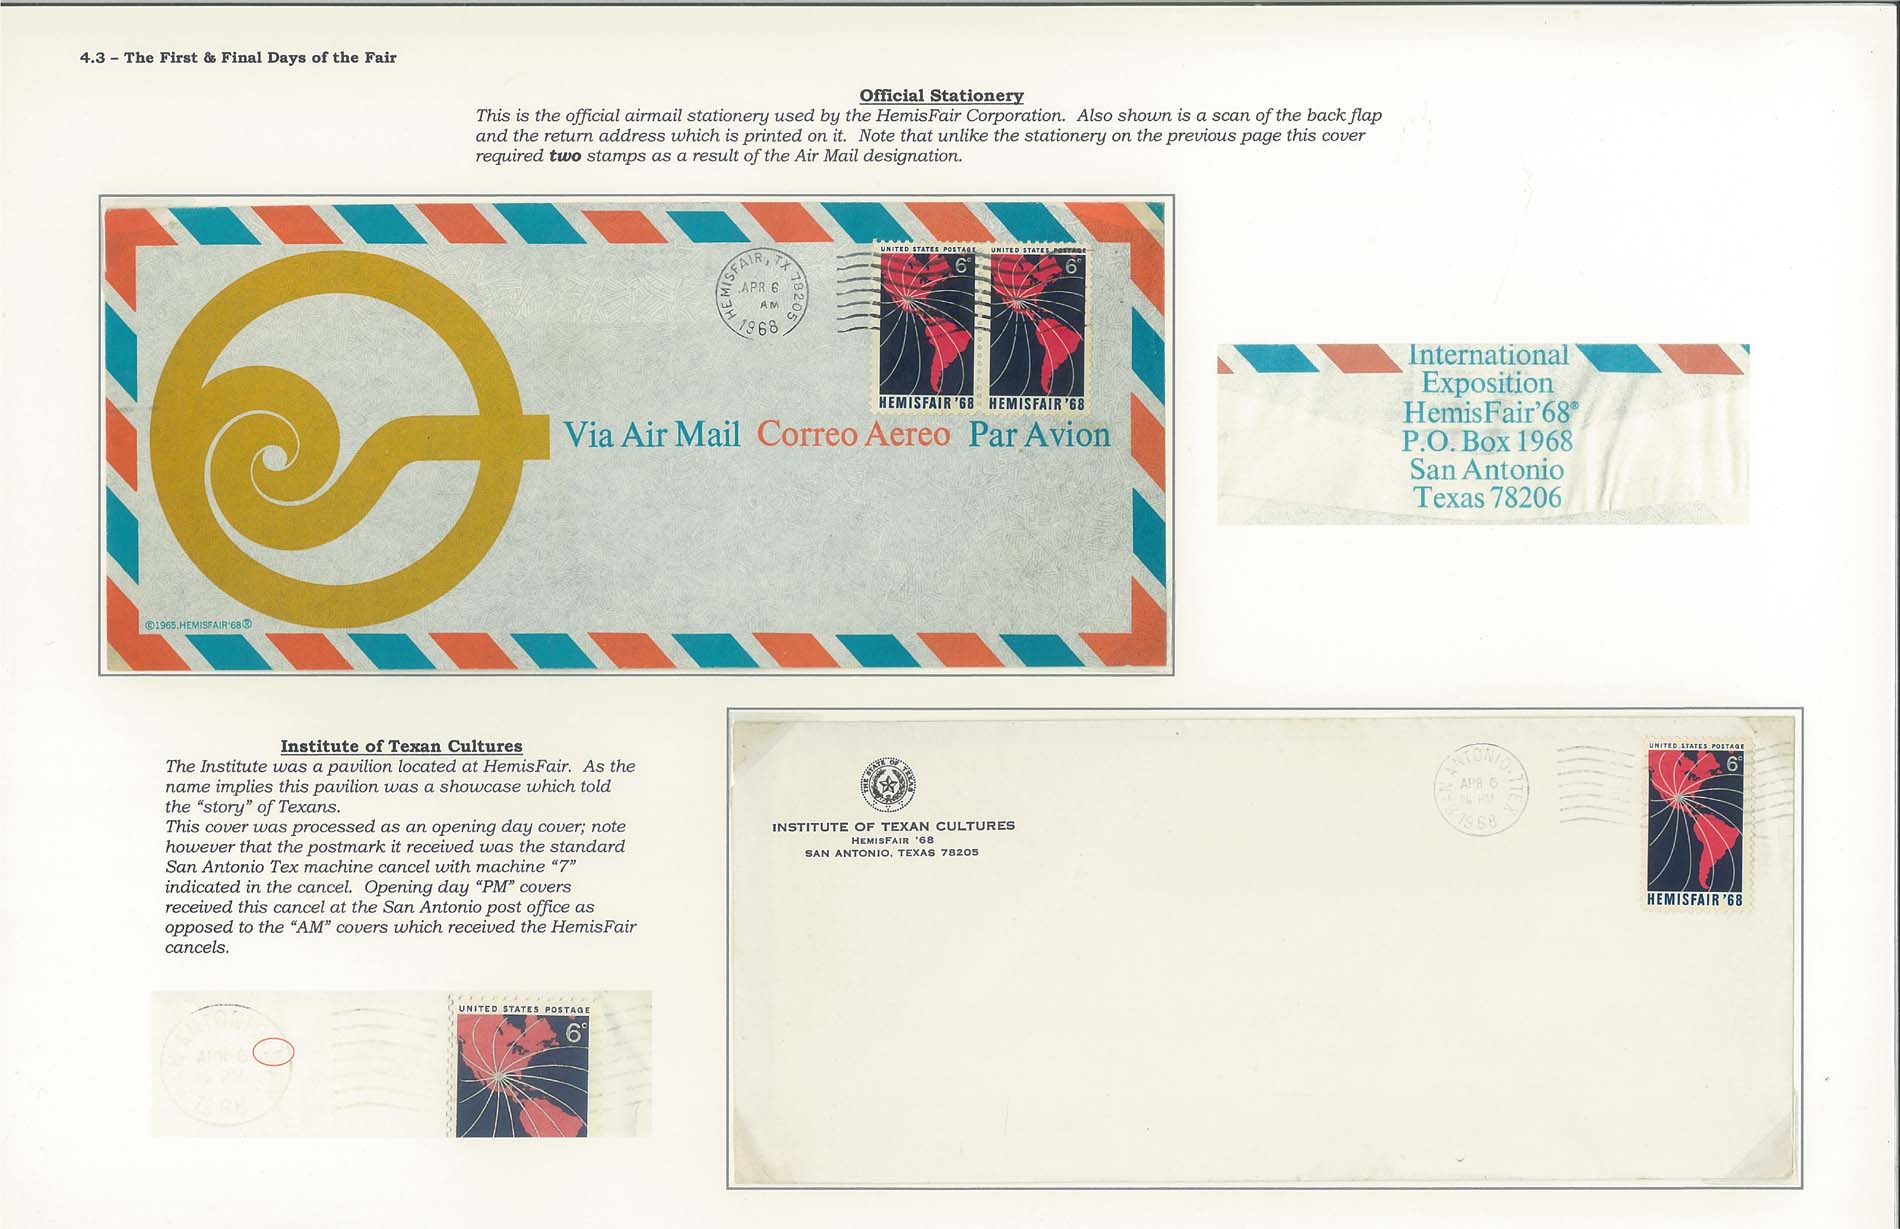 4.3 – The First & Final Days of the Fair
Official Stationery
This is the official airmail stationery used by the HemisFair Corporation.  Also shown is a scan of the back flap
and the return address which is printed on it.  Note that unlike the stationery on the previous page this cover
required two stamps as a result of the Air Mail designation.
HEMISFAIR, TX 78205
APR 6
AM
1968
UNITED STATES POSTAGE
6c
HEMISFAIR '68
UNITED STATES POSTAGE
6c
HEMISFAIR '68
Via Air Mail Correo Aereo Par Avion
©1965.HEMISFAIR'68®
International
Exposition
HemisFair'68®
P.O. Box 1968
San Antonio
Texas 78206
Institute of Texan Cultures
The Institute was a pavilion located at HemisFair.  As the
name implies this pavilion was a showcase which told
the “story” of Texans.
This cover was processed as an opening day cover; note
however that the postmark it received was the standard
San Antonio Tex machine cancel with machine “7”
indicated in the cancel.  Opening day “PM” covers
received this cancel at the San Antonio post office as
opposed to the “AM” covers which received the HemisFair
cancels.
THE STATE OF TEXAS
INSTITUTE OF TEXAN CULTURES
HEMISFAIR '68
SAN ANTONIO, TEXAS 78205
N ANTONIO, 7 TEX
APR 6
PM
1968
UNITED STATES POSTAGE
6c
HEMISFAIR '68
UNITED STATES POSTAGE
6c